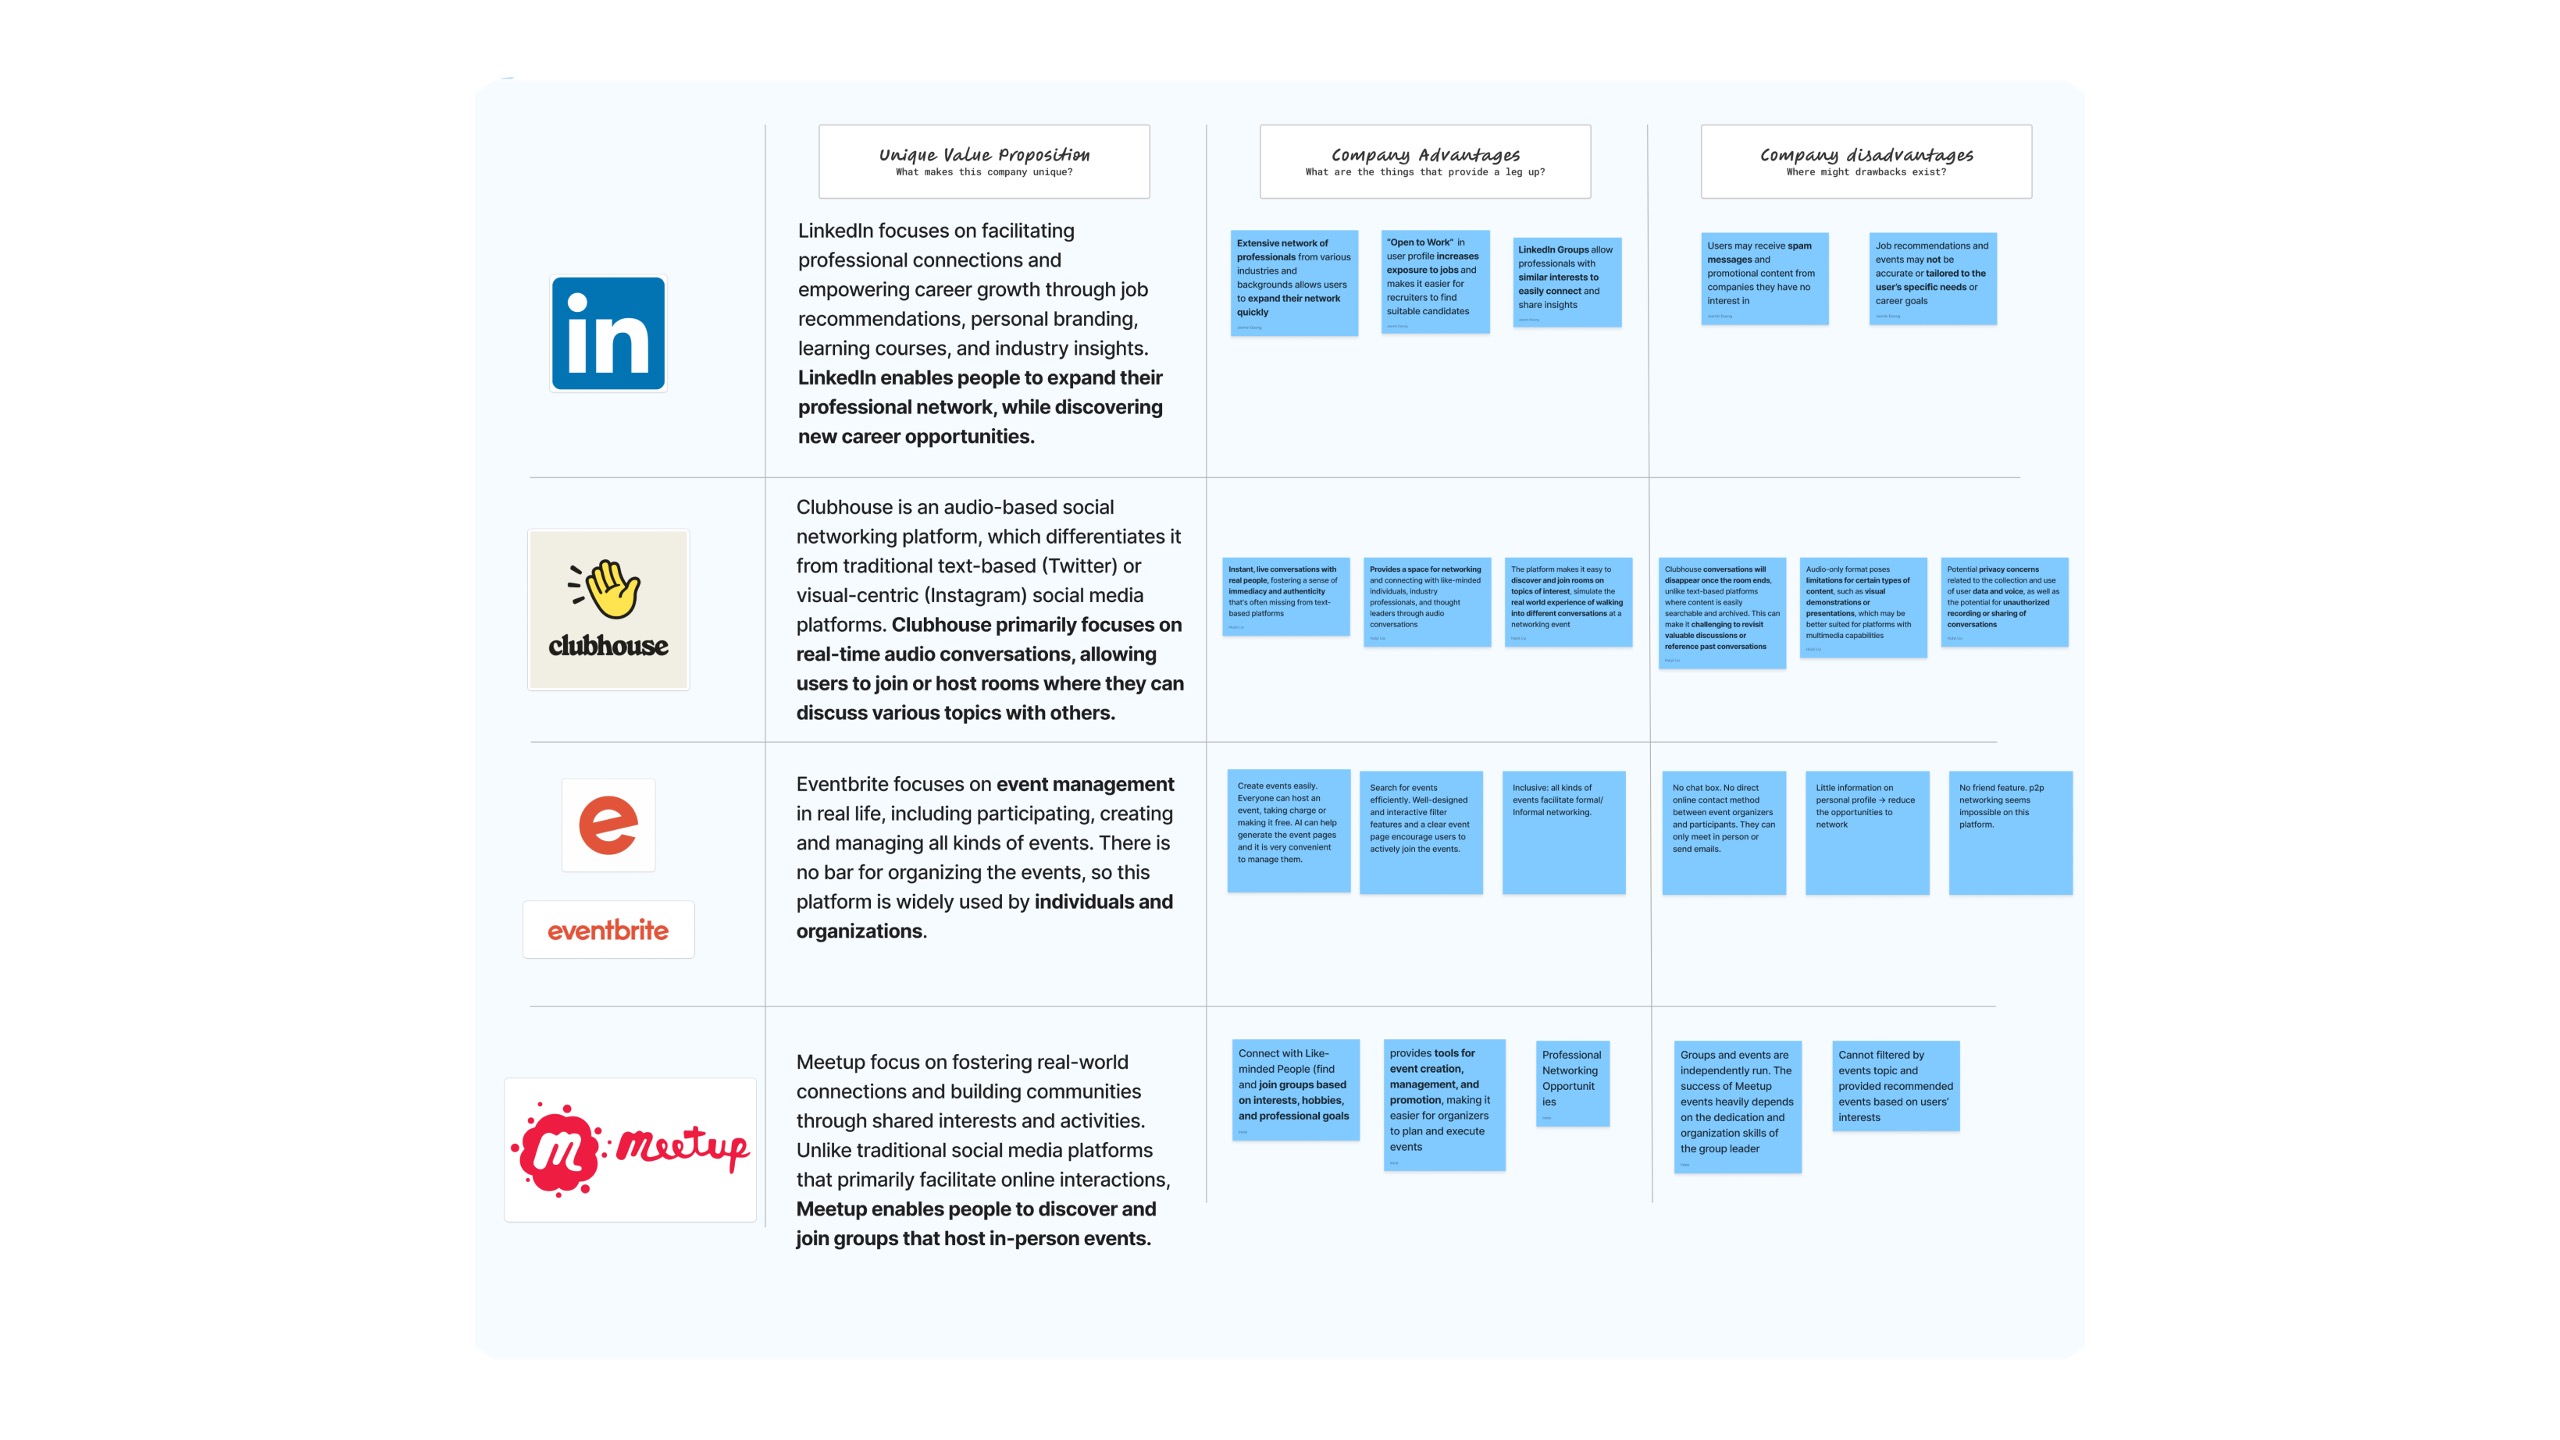 Unique Value Proposition
What makes this company unique?
Company Advantages
What are the things that provide a leg up?
Company disadvantages
Where might drawbacks exist?
in
LinkedIn focuses on facilitating
professional connections and
empowering career growth through job
recommendations, personal branding,
learning courses, and industry insights.
LinkedIn enables people to expand their
professional network, while discovering
new career opportunities.
Extensive network of
professionals from various
industries and
backgrounds allows users
to expand their network
quickly
"Open to Work" in
user profile increases
exposure to jobs and
makes it easier for
recruiters to find
suitable candidates
LinkedIn Groups allow
professionals with
similar interests to
easily connect and
share insights
Users may receive spam
messages and
promotional content from
companies they have no
interest in
Job recommendations and
events may not be
accurate or tailored to the
user's specific needs or
career goals
clubhouse
Clubhouse is an audio-based social
networking platform, which differentiates it
from traditional text-based (Twitter) or
visual-centric (Instagram) social media
platforms. Clubhouse primarily focuses on
real-time audio conversations, allowing
users to join or host rooms where they can
discuss various topics with others.
Instant, live conversations with
real people, fostering a sense of
immediacy and authenticity
that's often missing from text-
based platforms
Provides a space for networking
and connecting with like-minded
individuals, industry
professionals, and thought
leaders through audio
conversations
The platform makes it easy to
discover and join rooms on
topics of interest, simulate the
real world experience of walking
into different conversations at a
networking event
Clubhouse conversations will
disappear once the room ends,
unlike text-based platforms
where content is easily
searchable and archived. This can
make it challenging to revisit
valuable discussions or
reference past conversations
Audio-only format poses
limitations for certain types of
content, such as visual
demonstrations or
presentations, which may be
better suited for platforms with
multimedia capabilities
Potential privacy concerns
related to the collection and use
of user data and voice, as well as
the potential for unauthorized
recording or sharing of
conversations
e
eventbrite
Eventbrite focuses on event management
in real life, including participating, creating
and managing all kinds of events. There is
no bar for organizing the events, so this
platform is widely used by individuals and
organizations.
Create events easily.
Everyone can host an
event, taking charge or
making it free. AI can help
generate the event pages
and it is very convenient
to manage them.
Search for events
efficiently. Well-designed
and interactive filter
features and a clear event
page encourage users to
actively join the events.
Inclusive: all kinds of
events facilitate formal/
Informal networking.
No chat box. No direct
online contact method
between event organizers
and participants. They can
only meet in person or
send emails.
Little information on
personal profile → reduce
the opportunities to
network
No friend feature. p2p
networking seems
impossible on this
platform.
m meetup
Meetup focus on fostering real-world
connections and building communities
through shared interests and activities.
Unlike traditional social media platforms
that primarily facilitate online interactions,
Meetup enables people to discover and
join groups that host in-person events.
Connect with Like-
minded People (find
and join groups based
on interests, hobbies,
and professional goals
provides tools for
event creation,
management, and
promotion, making it
easier for organizers
to plan and execute
events
Professional
Networking
Opportunit
ies
Groups and events are
independently run. The
success of Meetup
events heavily depends
on the dedication and
organization skills of
the group leader
Cannot filtered by
events topic and
provided recommended
events based on users'
interests